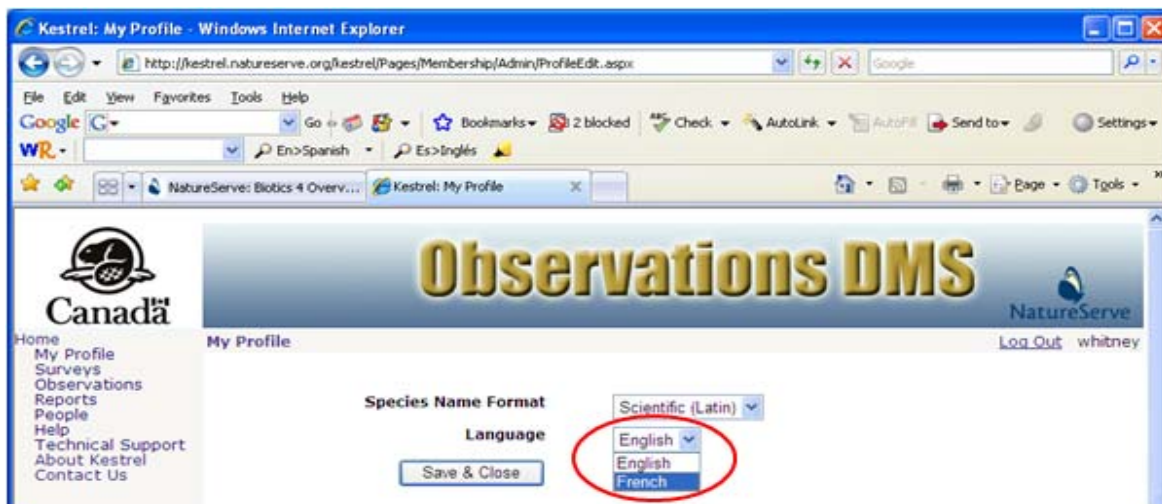 Kestrel: My Profile - Windows Internet Explorer
http://kestrel.natureserve.org/kestrel/Pages/Membership/Admin/ProfileEdit.aspx Google
File Edit View Favorites Tools Help
Google G Go Bookmarks 2 blocked Check AutoLink AutoFill Send to Settings
WR. En>Spanish Es>Inglés
NatureServe: Biotics 4 Overv... Kestrel: My Profile Page Tools
Observations DMS
Canada
NatureServe
Home
My Profile Log Out whitney
My Profile
Surveys
Observations
Reports
People
Help
Technical Support
About Kestrel
Contact Us
Species Name Format Scientific (Latin)
Language English
English
French
Save & Close